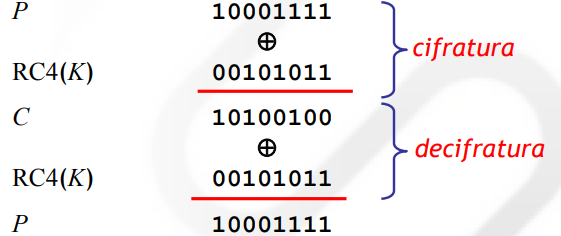 P 10001111
⊕
cifratura
RC4(K) 00101011
C 10100100
⊕
decifratura
RC4(K) 00101011
P 10001111